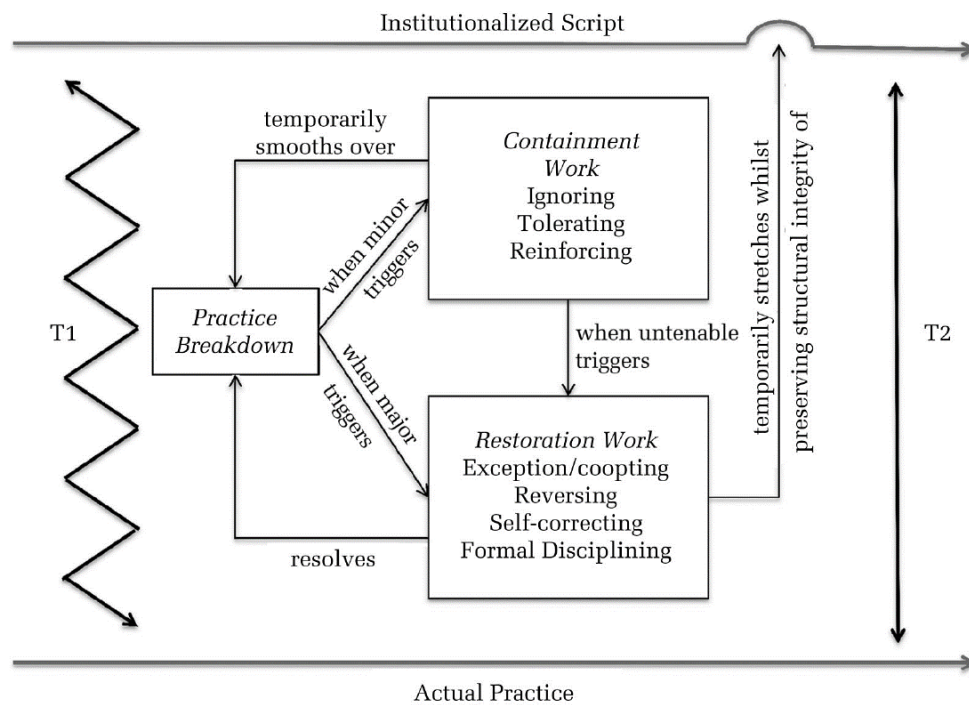 Institutionalized Script
temporarily
smooths over
Containment
Work
Ignoring
Tolerating
Reinforcing
when minor
triggers
T1
Practice
Breakdown
when untenable
triggers
when major
triggers
Restoration Work
Exception/coopting
Reversing
Self-correcting
Formal Disciplining
resolves
temporarily stretches whilst
preserving structural integrity of
T2
Actual Practice